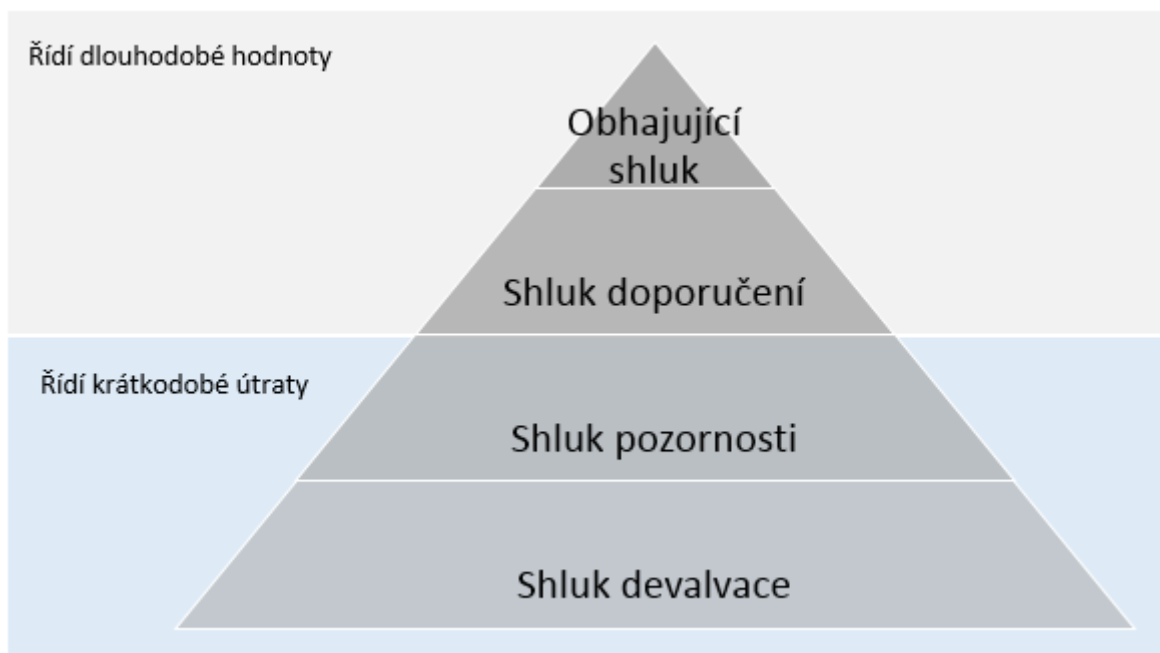 Řídí dlouhodobé hodnoty
Obhajující
shluk
Shluk doporučení
Řídí krátkodobé útraty
Shluk pozornosti
Shluk devalvace